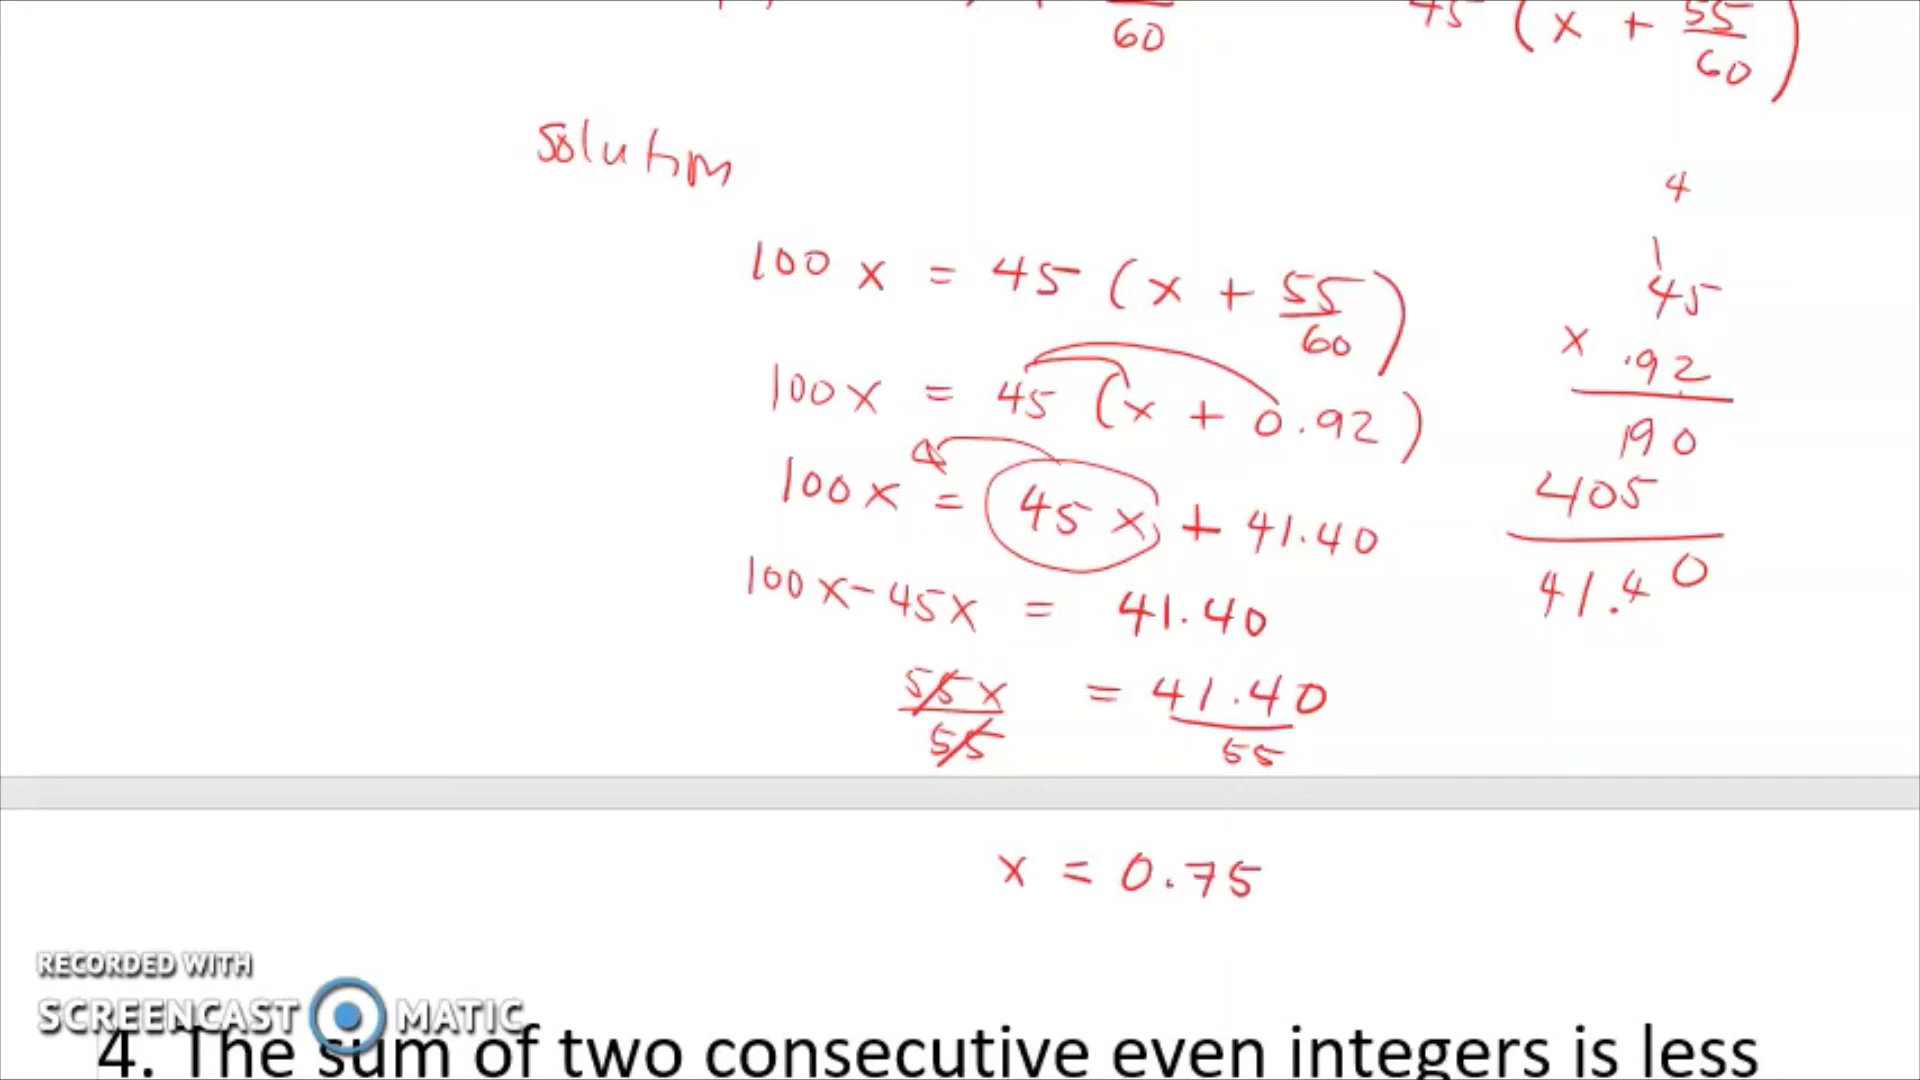 60 45 (x + 55/60)
solution
4
1
100 x = 45 (x + 55/60)
45
x .92
100x = 45 (x + 0.92)
190
100x = 45x + 41.40
405
100x - 45x = 41.40
41.40
55x/55 = 41.40/55
x = 0.75
RECORDED WITH
SCREENCAST MATIC
4. The sum of two consecutive even integers is less